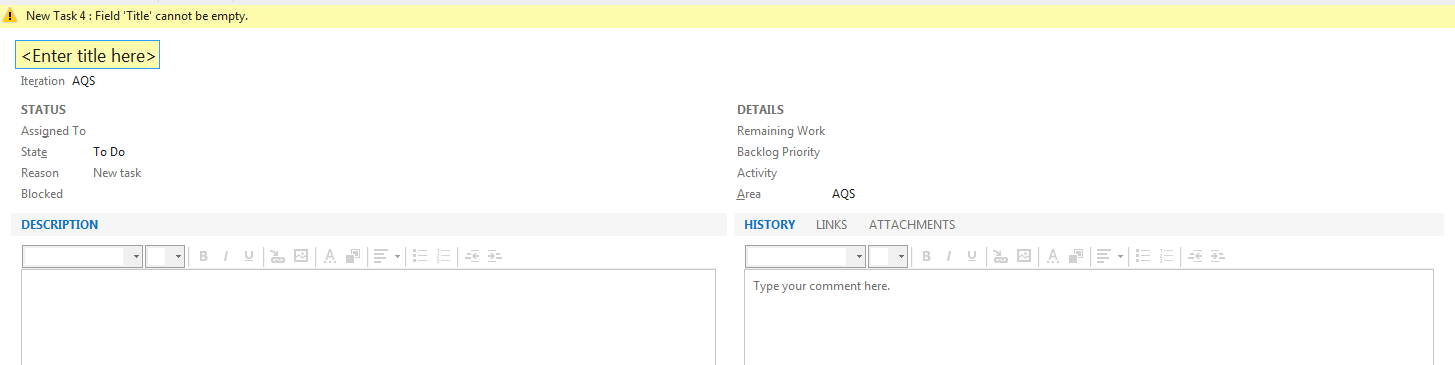 New Task 4 : Field 'Title' cannot be empty.
<Enter title here>
Iteration AQS
STATUS
Assigned To
State To Do
Reason New task
Blocked
DETAILS
Remaining Work
Backlog Priority
Activity
Area AQS
DESCRIPTION
B I U A
HISTORY LINKS ATTACHMENTS
B I U A
Type your comment here.